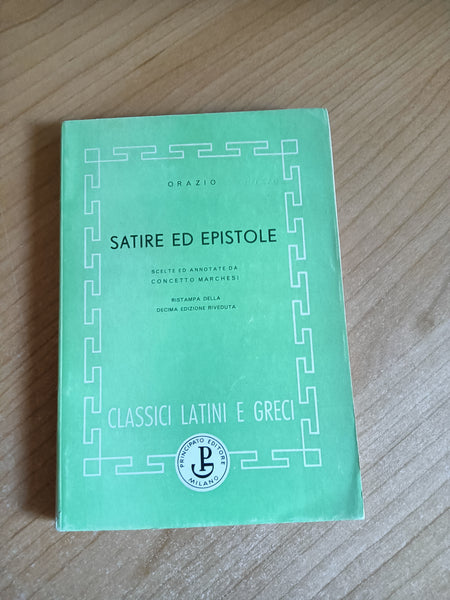 ORAZIO
SATIRE ED EPISTOLE
SCELTE ED ANNOTATE DA
CONCETTO MARCHESI
RISTAMPA DELLA
DECIMA EDIZIONE RIVEDUTA
CLASSICI LATINI E GRECI
PRINCIPATO EDITORE
P
MILANO